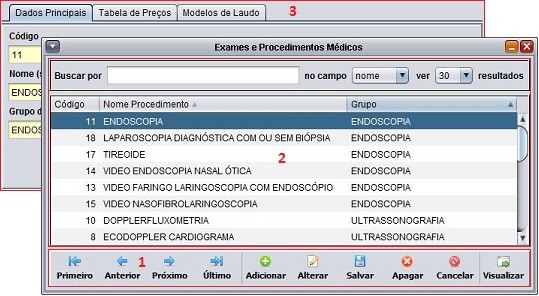 Dados Principais Tabela de Preços Modelos de Laudo 3
Código
11
Nome (s
ENDOS
Grupo d
ENDOS
Exames e Procedimentos Médicos
Buscar por no campo nome ver 30 resultados
Código Nome Procedimento Grupo
11 ENDOSCOPIA ENDOSCOPIA
18 LAPAROSCOPIA DIAGNÓSTICA COM OU SEM BIÓPSIA ENDOSCOPIA
17 TIREOIDE ENDOSCOPIA
14 VIDEO ENDOSCOPIA NASAL ÓTICA ENDOSCOPIA
13 VIDEO FARINGO LARINGOSCOPIA COM ENDOSCÓPIO ENDOSCOPIA
15 VIDEO NASOFIBROLARINGOSCOPIA ENDOSCOPIA
10 DOPPLERFLUXOMETRIA ULTRASSONOGRAFIA
8 ECODOPPLER CARDIOGRAMA ULTRASSONOGRAFIA
2
1
Primeiro Anterior Próximo Último Adicionar Alterar Salvar Apagar Cancelar Visualizar